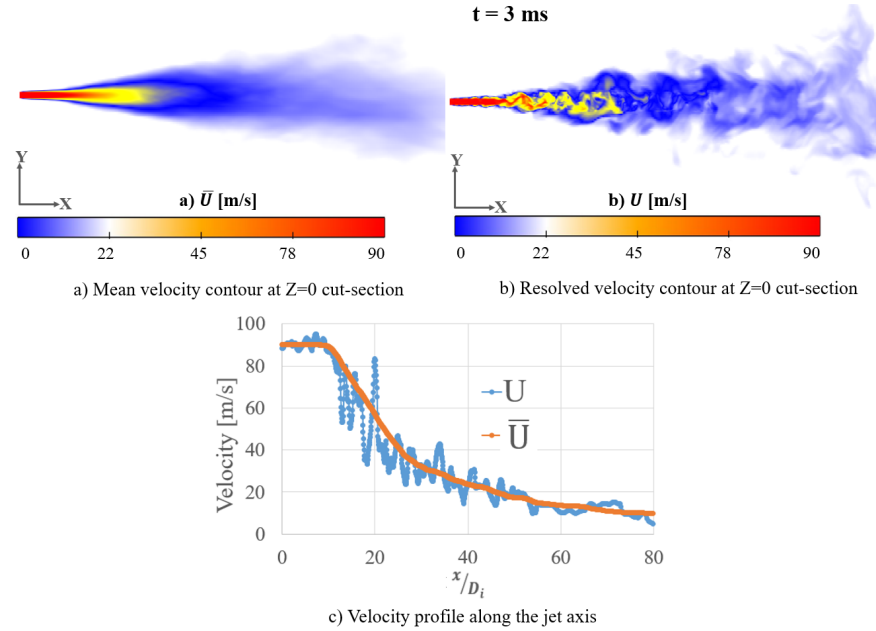 t = 3 ms
Y
X
a) U̅ [m/s]
0 22 45 78 90
a) Mean velocity contour at Z=0 cut-section
Y
X
b) U [m/s]
0 22 45 78 90
b) Resolved velocity contour at Z=0 cut-section
Velocity [m/s]
100
80
60
40
20
0
U
U̅
0 20 40 60 80
x/Di
c) Velocity profile along the jet axis